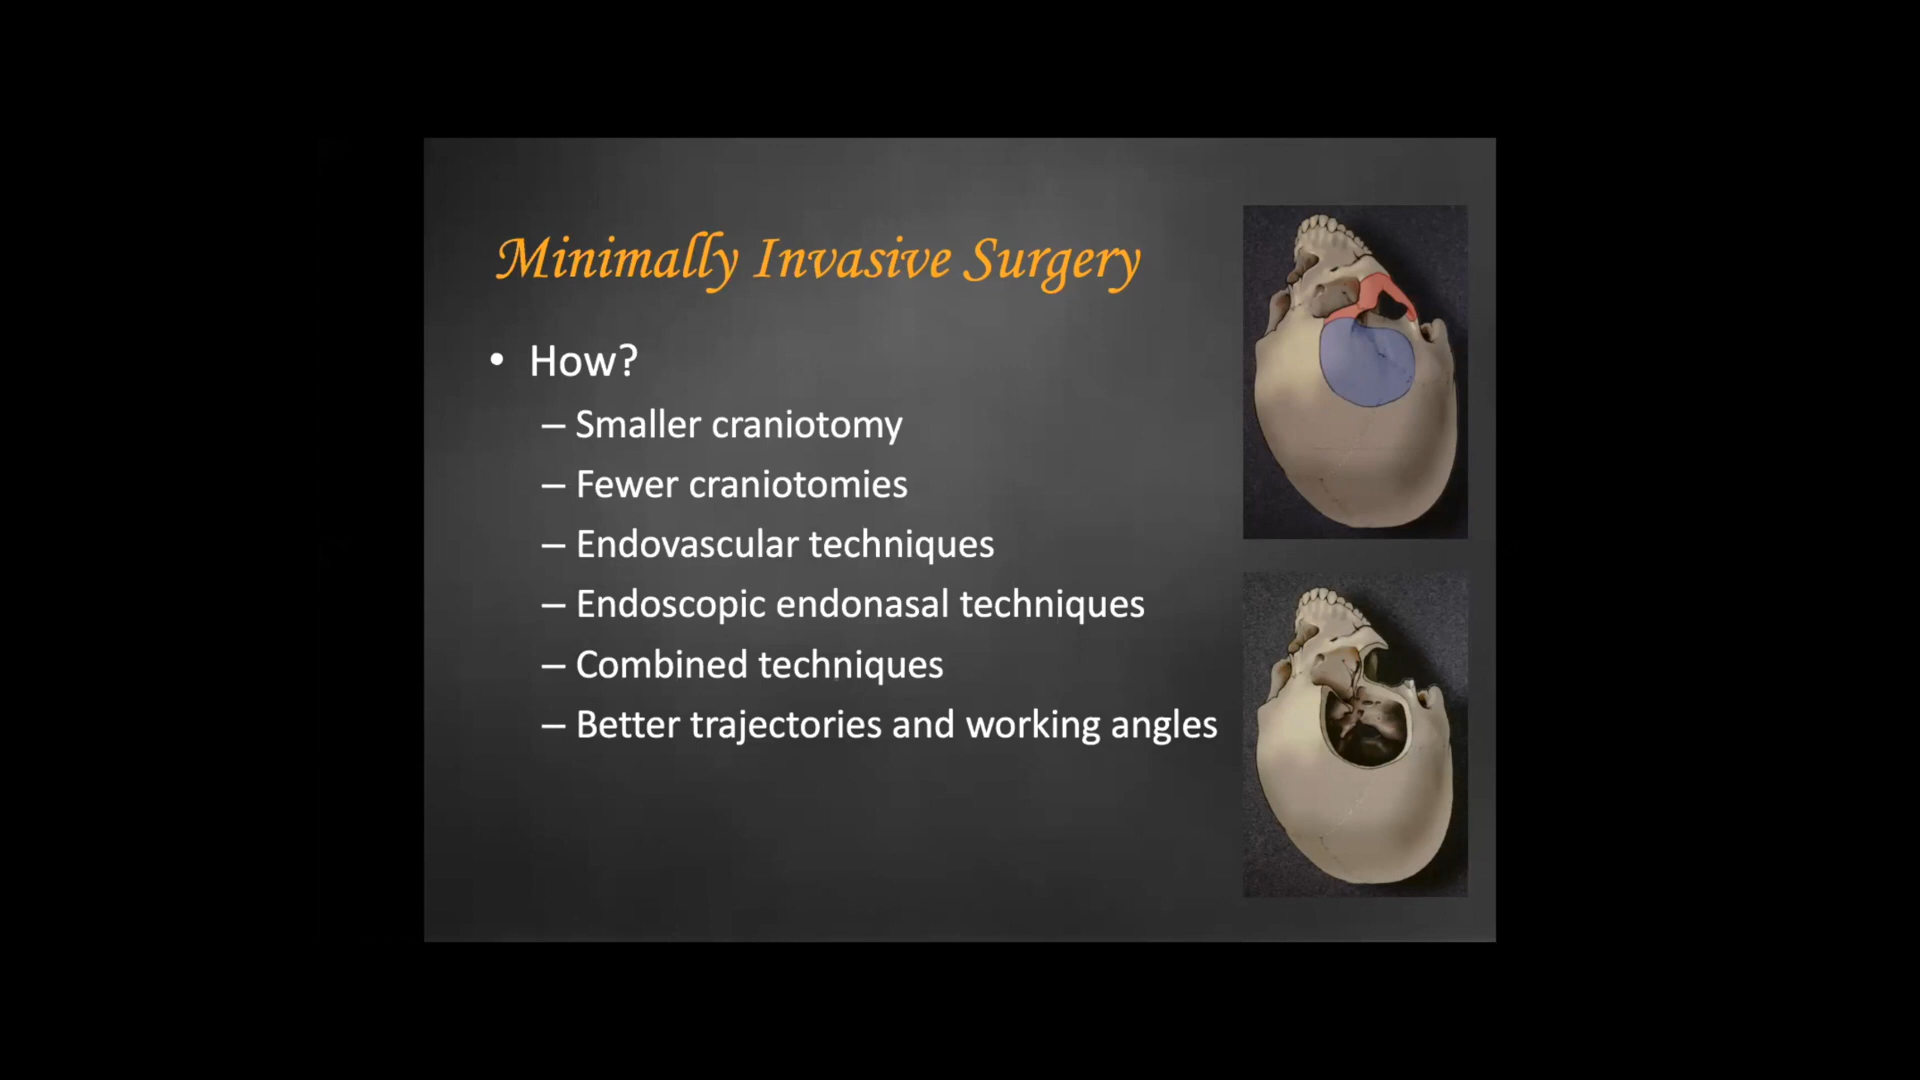 Minimally Invasive Surgery
• How?
– Smaller craniotomy
– Fewer craniotomies
– Endovascular techniques
– Endoscopic endonasal techniques
– Combined techniques
– Better trajectories and working angles